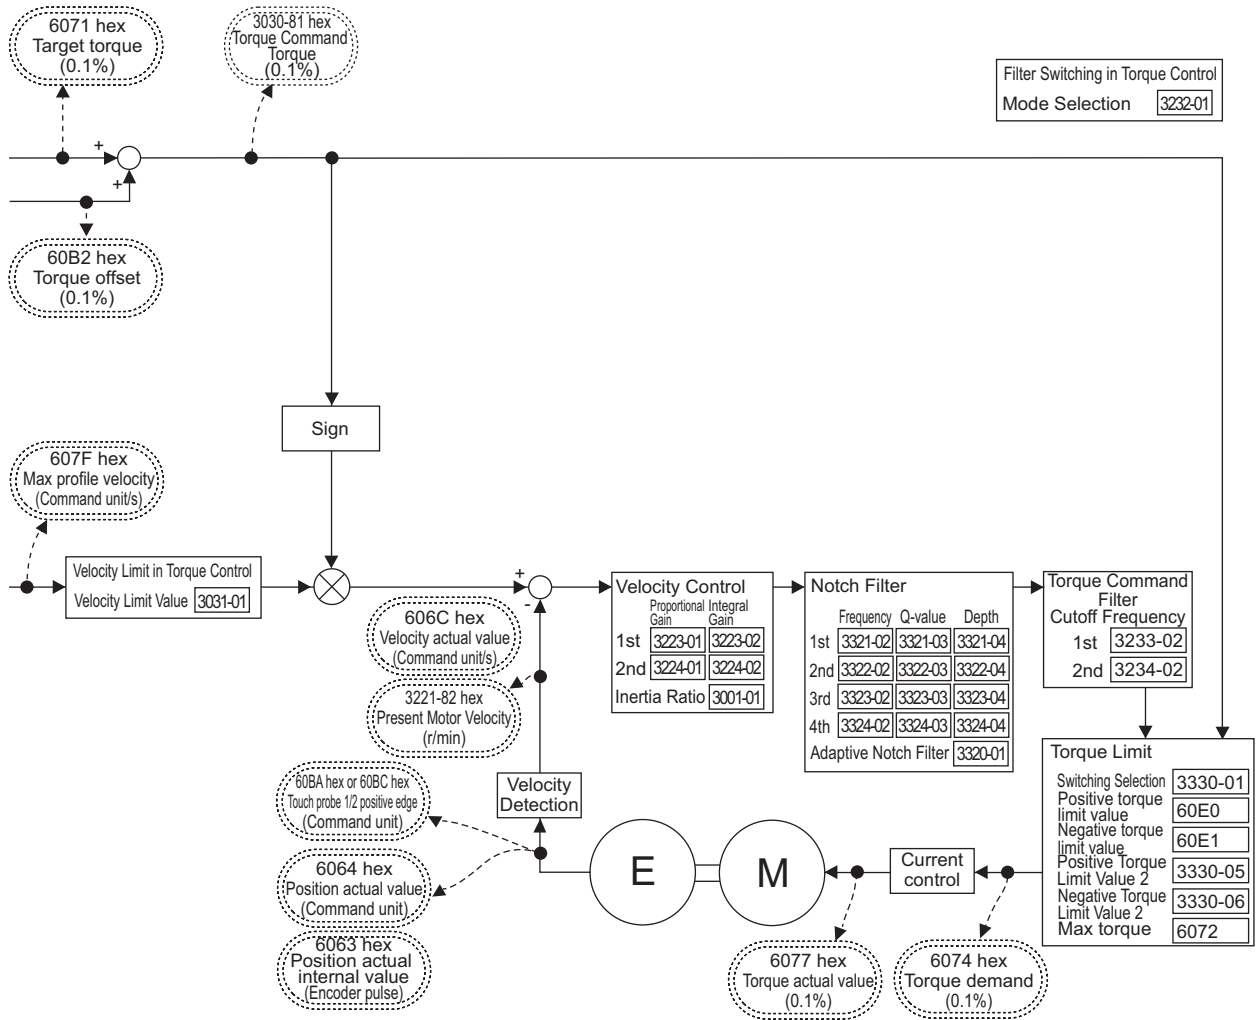 6071 hex
Target torque
(0.1%)
3030-81 hex
Torque Command
Torque
(0.1%)
Filter Switching in Torque Control
Mode Selection 3232-01
+
+
60B2 hex
Torque offset
(0.1%)
Sign
607F hex
Max profile velocity
(Command unit/s)
Velocity Limit in Torque Control
Velocity Limit Value 3031-01
+
-
606C hex
Velocity actual value
(Command unit/s)
3221-82 hex
Present Motor Velocity
(r/min)
Velocity Control
Proportional Integral
Gain Gain
1st 3223-01 3223-02
2nd 3224-01 3224-02
Inertia Ratio 3001-01
Notch Filter
Frequency Q-value Depth
1st 3321-02 3321-03 3321-04
2nd 3322-02 3322-03 3322-04
3rd 3323-02 3323-03 3323-04
4th 3324-02 3324-03 3324-04
Adaptive Notch Filter 3320-01
Torque Command
Filter
Cutoff Frequency
1st 3233-02
2nd 3234-02
Torque Limit
Switching Selection 3330-01
Positive torque
limit value 60E0
Negative torque
limit value 60E1
Positive Torque
Limit Value 2 3330-05
Negative Torque
Limit Value 2 3330-06
Max torque 6072
Velocity
Detection
60BA hex or 60BC hex
Touch probe 1/2 positive edge
(Command unit)
6064 hex
Position actual value
(Command unit)
6063 hex
Position actual
internal value
(Encoder pulse)
E
M
Current
control
6077 hex
Torque actual value
(0.1%)
6074 hex
Torque demand
(0.1%)